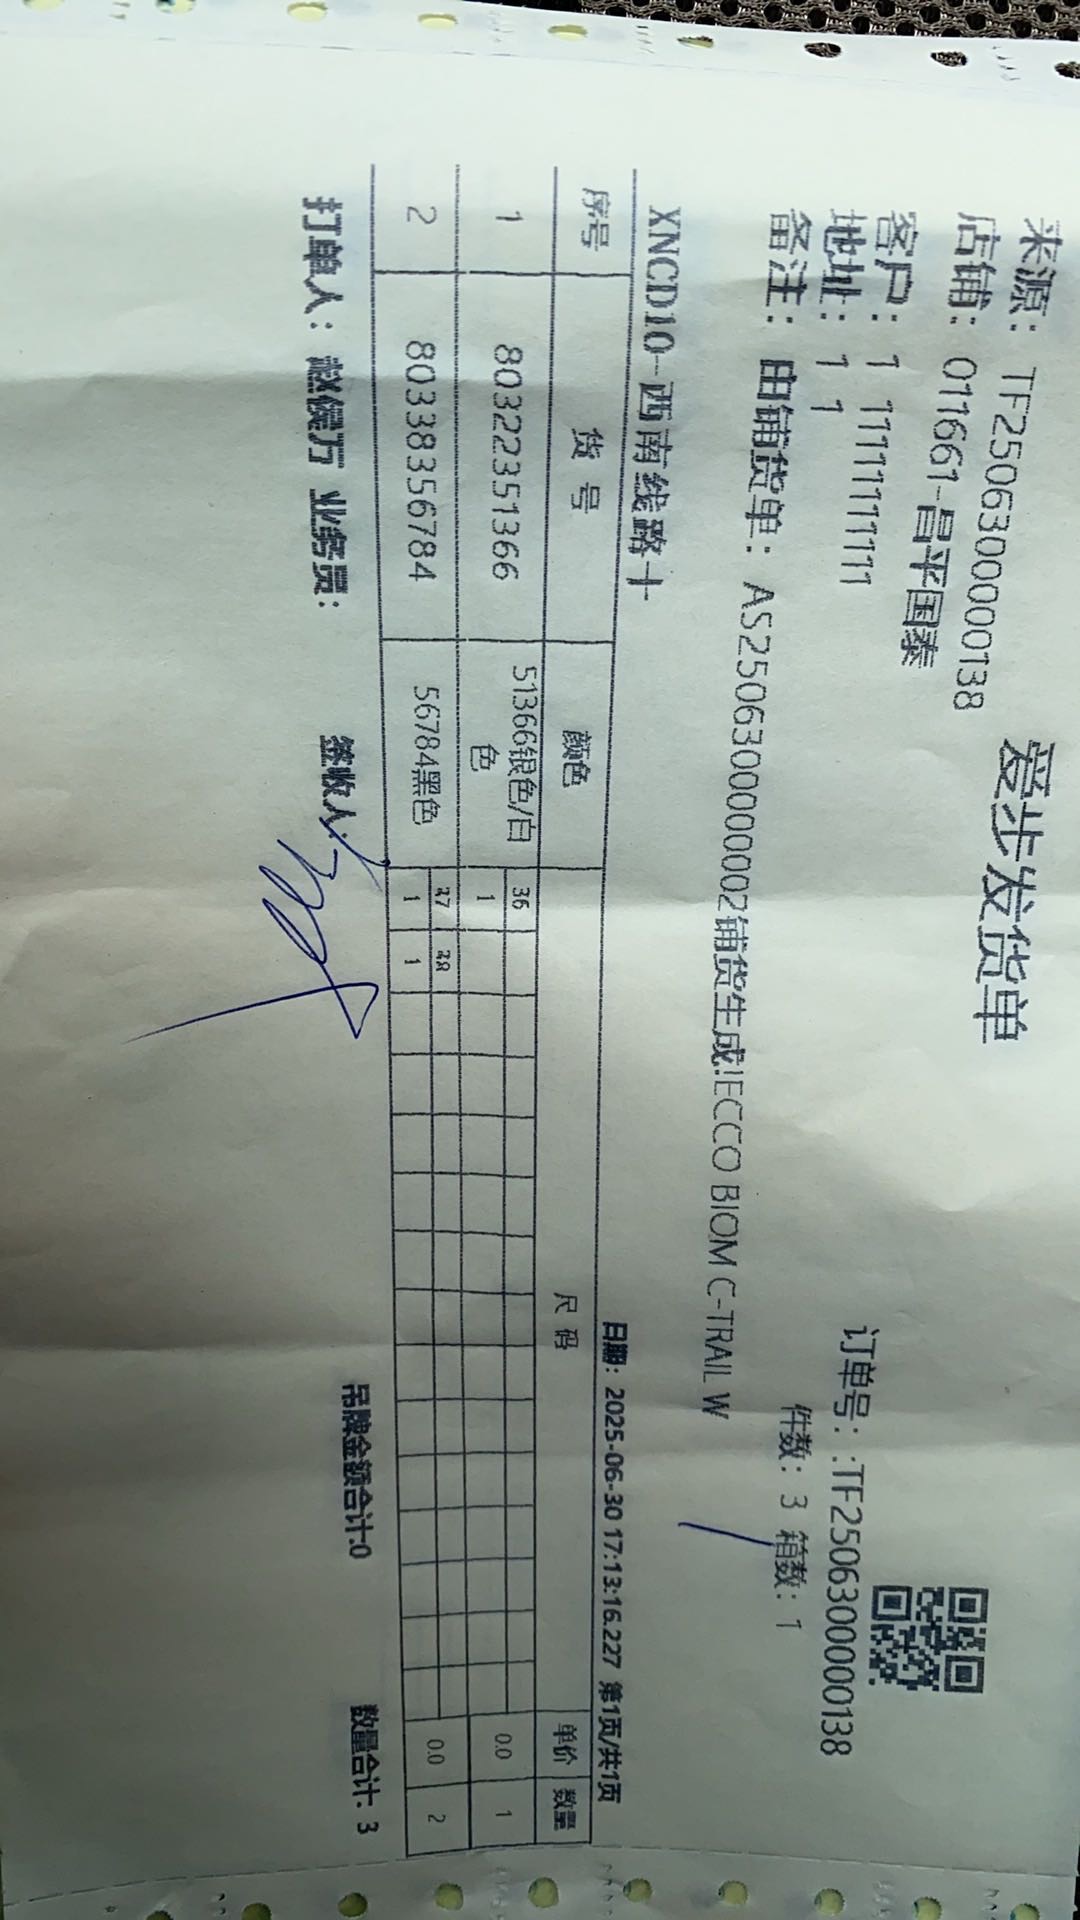 爱步发货单
来源： TF25063000000138
店铺：011661-昌平国泰
订单号：:TF25063000000138
客户：1 11111111111
地址：1 1
件数：3 箱数：1
备注： 由铺货单：AS25063000000002铺货生成!ECCO BIOM C-TRAIL W
XNCD10--西南线路十
日期：2025-06-30 17:13:16.227 第1页/共1页
序号 货 号 颜色 尺 码 单价 数量
1 80322351366 51366银色/白色 36 0.0 1
1
2 80338356784 56784黑色 37 38 0.0 2
1 1
打单人： 业务员： 签收人: 吊牌金额合计:0 数量合计: 3